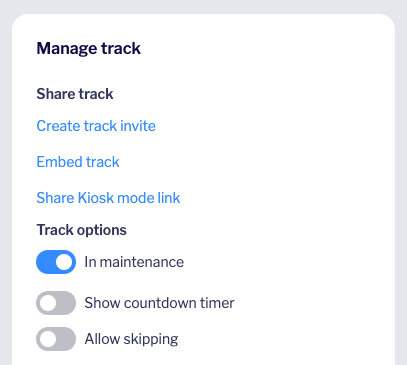 Manage track
Share track
Create track invite
Embed track
Share Kiosk mode link
Track options
In maintenance
Show countdown timer
Allow skipping